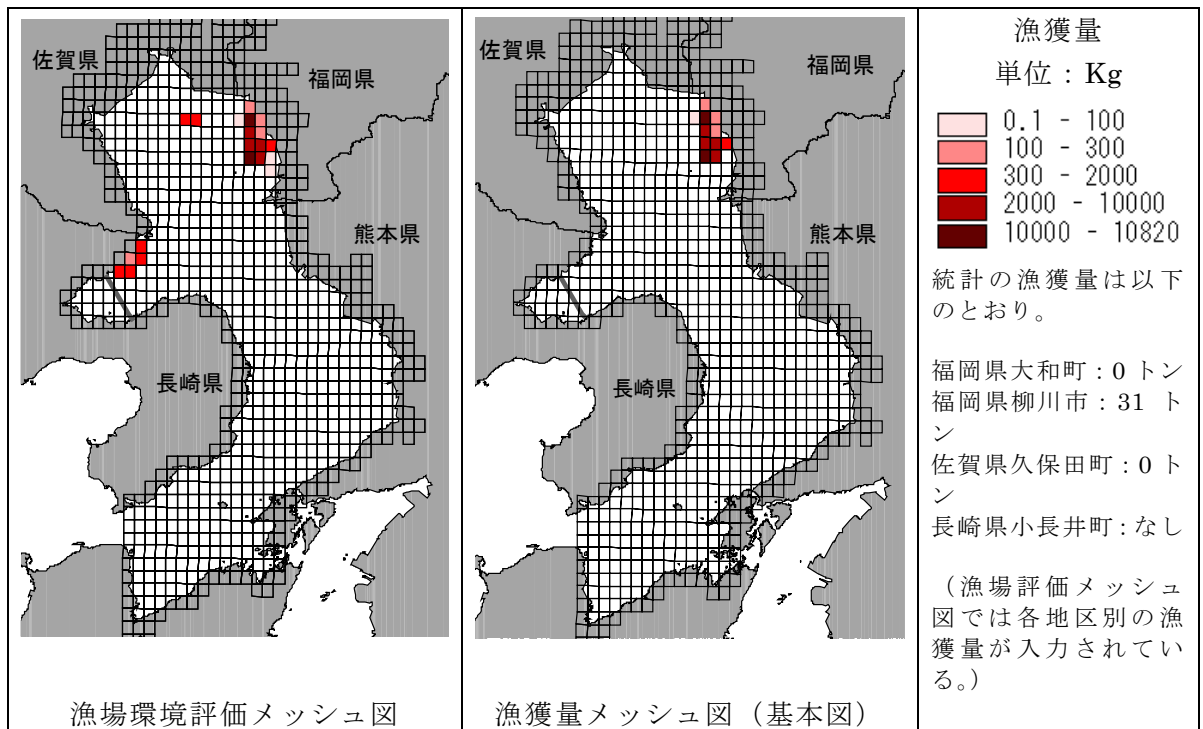 佐賀県
福岡県
熊本県
長崎県
漁場環境評価メッシュ図
佐賀県
福岡県
熊本県
長崎県
漁獲量メッシュ図（基本図）
漁獲量
単位：Kg
0.1 - 100
100 - 300
300 - 2000
2000 - 10000
10000 - 10820
統計の漁獲量は以下
のとおり。
福岡県大和町：0 トン
福岡県柳川市：31 ト
ン
佐賀県久保田町：0 ト
ン
長崎県小長井町：なし
（漁場評価メッシュ
図では各地区別の漁
獲量が入力されてい
る。）